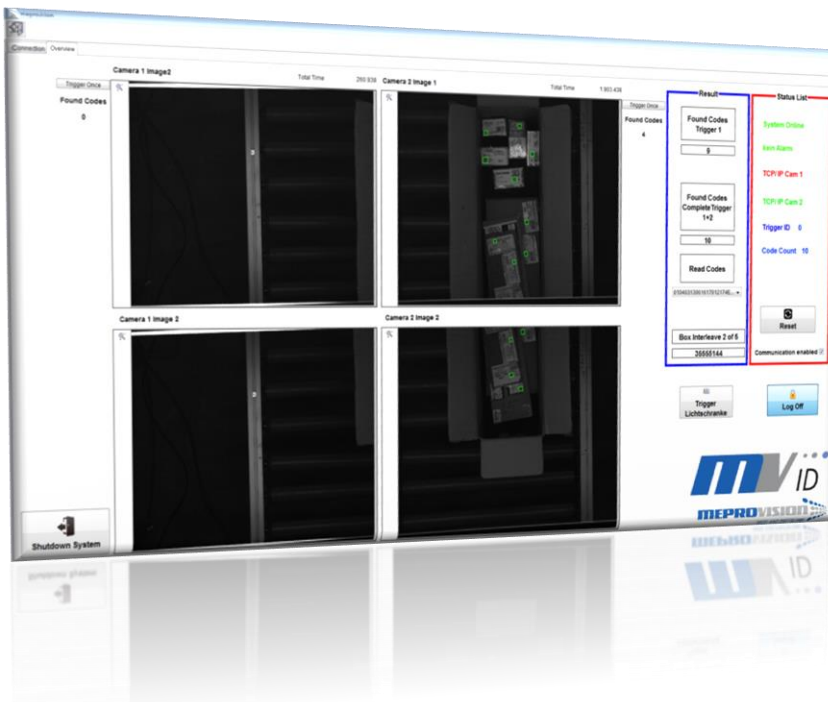 Connection Overview
Camera 1 Image2
Total Time
Camera 2 Image 1
Total Time
Trigger Once
Found Codes
0
Trigger Once
Found Codes
4
Result
Found Codes
Trigger 1
Found Codes
Complete Trigger
1+2
10
Read Codes
Box Interleave 2 of 5
Status List
System Online
kein Alarm
TCP/ IP Cam 1
TCP/ IP Cam 2
Trigger ID 0
Code Count 10
Reset
Communication enabled
Camera 1 Image 2
Camera 2 Image 2
Trigger
Lichtschranke
Log Off
Shutdown System
MV ID
MEPROVISION